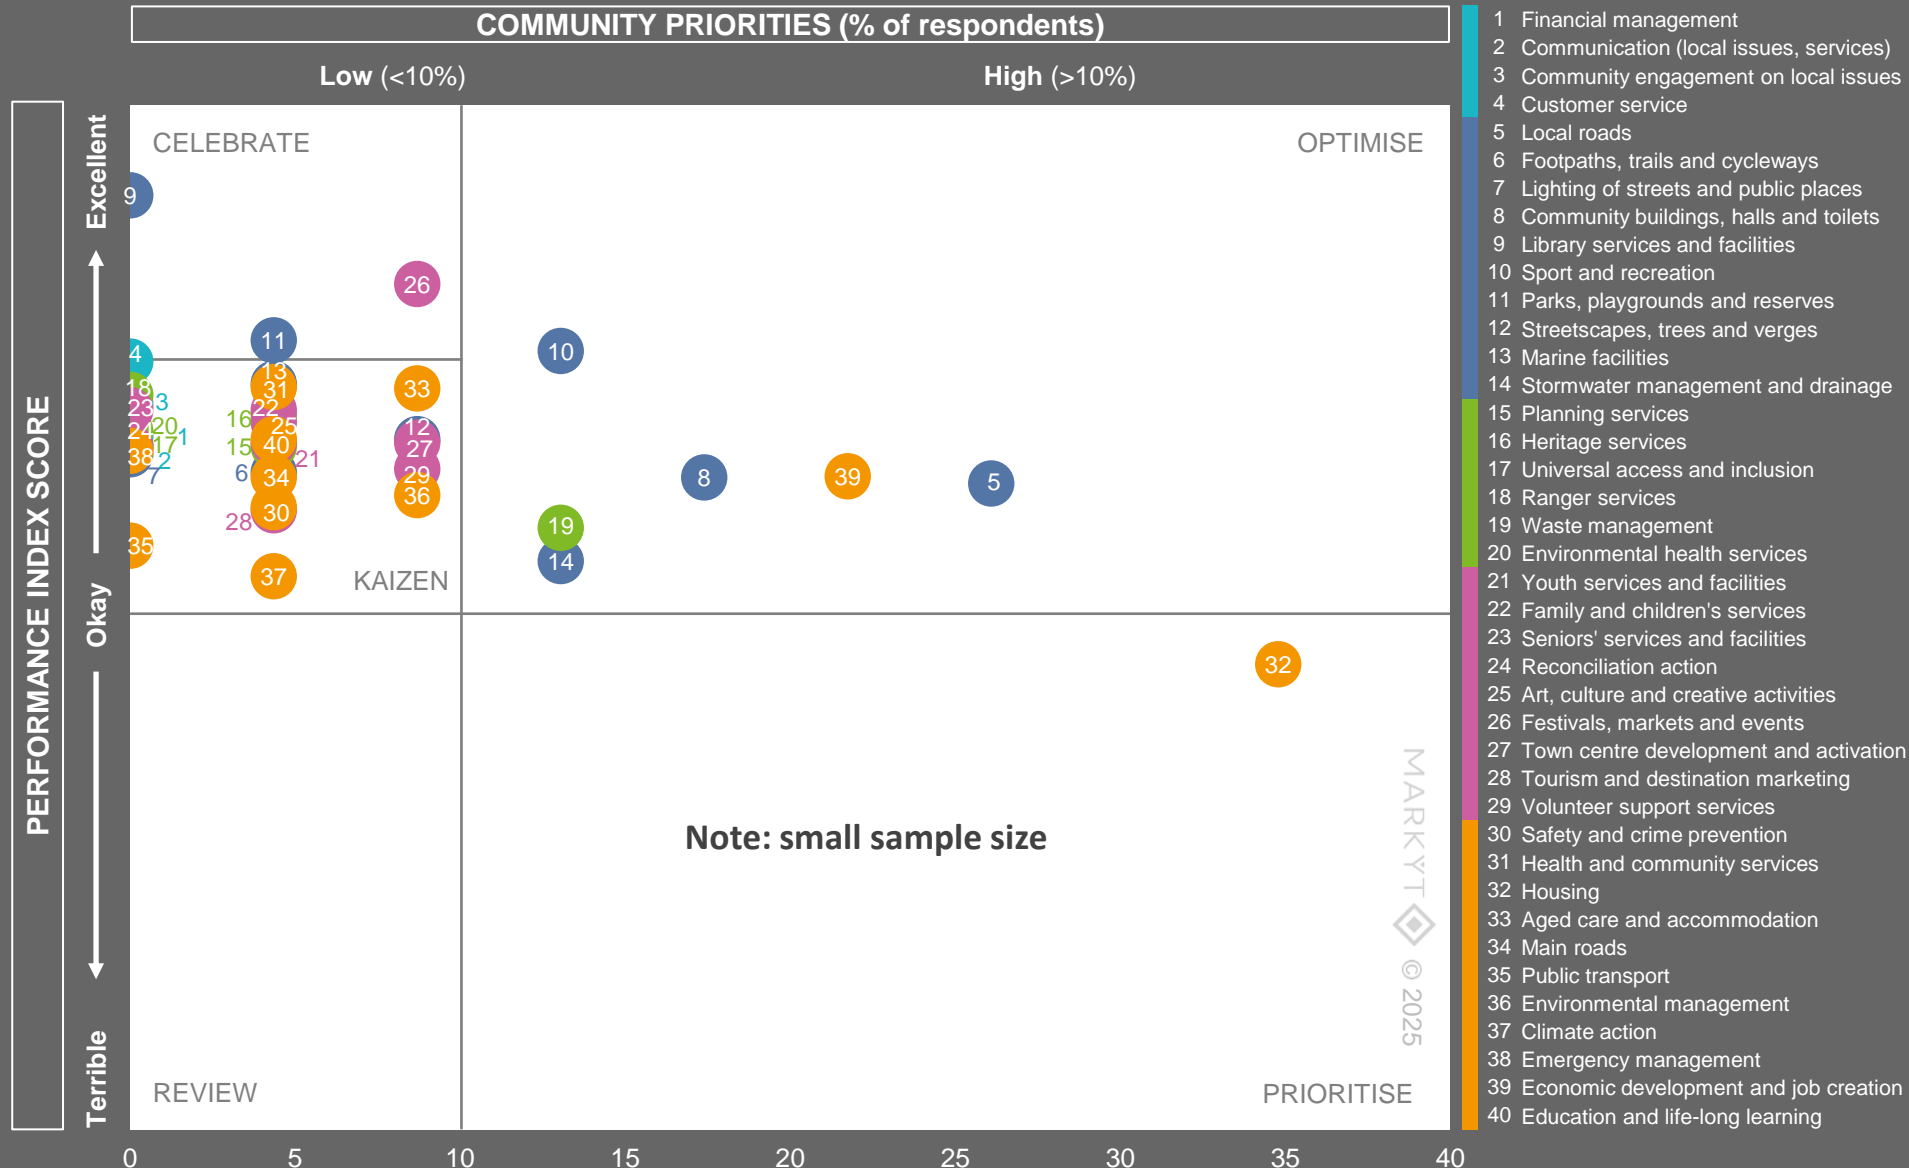 COMMUNITY PRIORITIES (% of respondents)
Low (<10%)
High (>10%)
PERFORMANCE INDEX SCORE
Excellent
Okay
Terrible
CELEBRATE
OPTIMISE
9
26
11
10
4
13
31
33
18
3
23
16
22
20
1
24
25
12
17
15
40
27
38
2
21
7
6
34
29
8
39
5
36
30
28
19
35
14
37
KAIZEN
32
Note: small sample size
MARKYT © 2025
REVIEW
PRIORITISE
0 5 10 15 20 25 30 35 40
1 Financial management
2 Communication (local issues, services)
3 Community engagement on local issues
4 Customer service
5 Local roads
6 Footpaths, trails and cycleways
7 Lighting of streets and public places
8 Community buildings, halls and toilets
9 Library services and facilities
10 Sport and recreation
11 Parks, playgrounds and reserves
12 Streetscapes, trees and verges
13 Marine facilities
14 Stormwater management and drainage
15 Planning services
16 Heritage services
17 Universal access and inclusion
18 Ranger services
19 Waste management
20 Environmental health services
21 Youth services and facilities
22 Family and children's services
23 Seniors' services and facilities
24 Reconciliation action
25 Art, culture and creative activities
26 Festivals, markets and events
27 Town centre development and activation
28 Tourism and destination marketing
29 Volunteer support services
30 Safety and crime prevention
31 Health and community services
32 Housing
33 Aged care and accommodation
34 Main roads
35 Public transport
36 Environmental management
37 Climate action
38 Emergency management
39 Economic development and job creation
40 Education and life-long learning